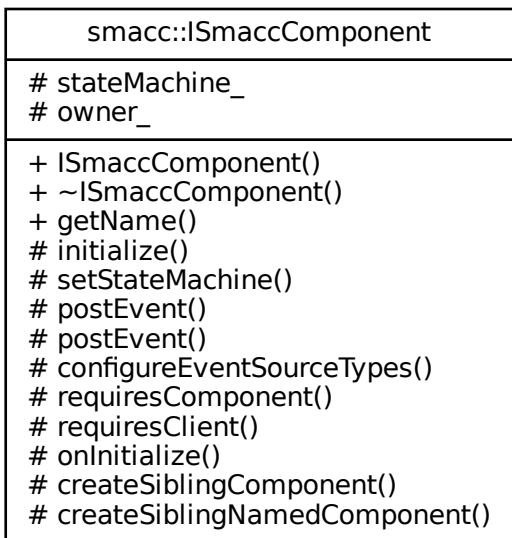 smacc::ISmaccComponent
# stateMachine_
# owner_
+ ISmaccComponent()
+ ~ISmaccComponent()
+ getName()
# initialize()
# setStateMachine()
# postEvent()
# postEvent()
# configureEventSourceTypes()
# requiresComponent()
# requiresClient()
# onInitialize()
# createSiblingComponent()
# createSiblingNamedComponent()